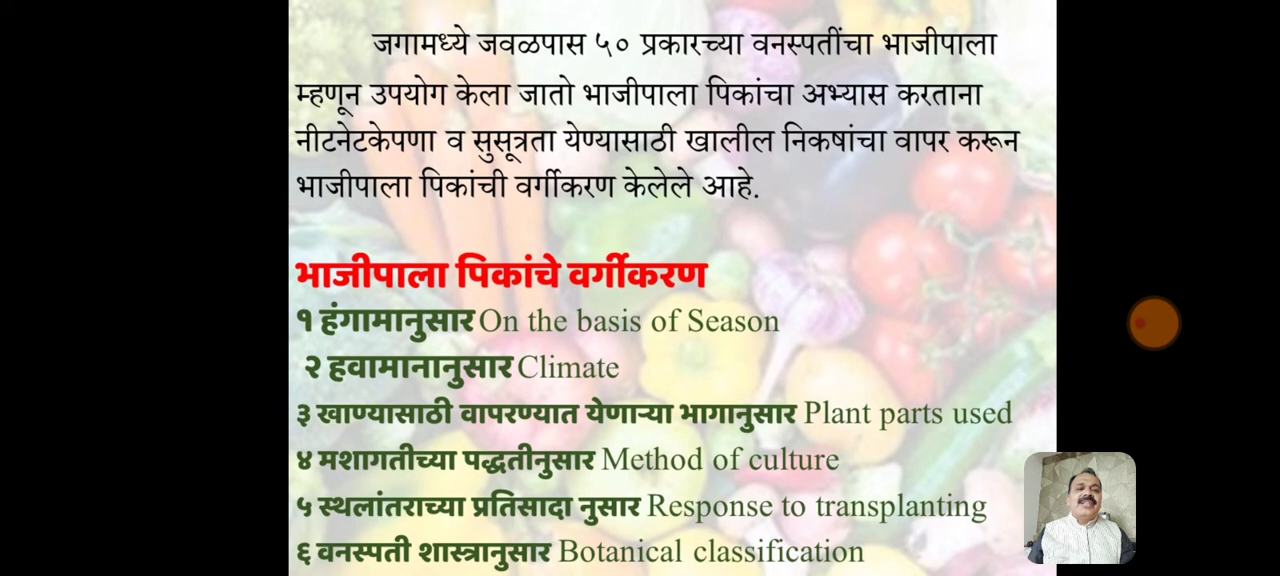 जगामध्ये जवळपास ५० प्रकारच्या वनस्पतींचा भाजीपाला
म्हणून उपयोग केला जातो भाजीपाला पिकांचा अभ्यास करताना
नीटनेटकेपणा व सुसूत्रता येण्यासाठी खालील निकषांचा वापर करून
भाजीपाला पिकांची वर्गीकरण केलेले आहे.
भाजीपाला पिकांचे वर्गीकरण
१ हंगामानुसार On the basis of Season
२ हवामानानुसार Climate
३ खाण्यासाठी वापरण्यात येणाऱ्या भागानुसार Plant parts used
४ मशागतीच्या पद्धतीनुसार Method of culture
५ स्थलांतराच्या प्रतिसादा नुसार Response to transplanting
६ वनस्पती शास्त्रानुसार Botanical classification